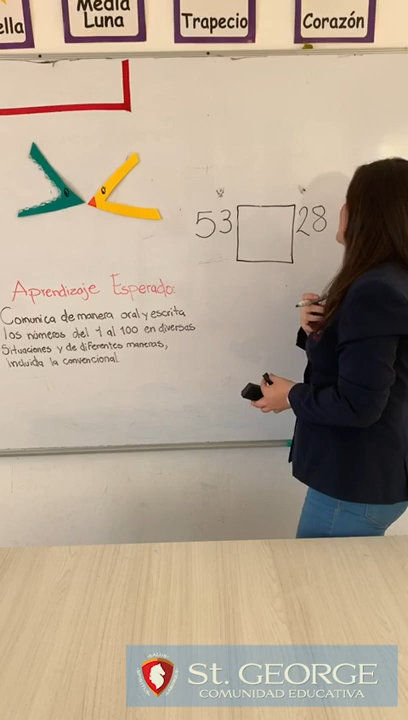 ella
Media
Luna
Trapecio
Corazón
53 28
Aprendizaje Esperado:
Comunica de manera oral y escrita
los números del 1 al 100 en diversas
situaciones y de diferentes maneras,
incluida la convencional.
St. GEORGE
COMUNIDAD EDUCATIVA